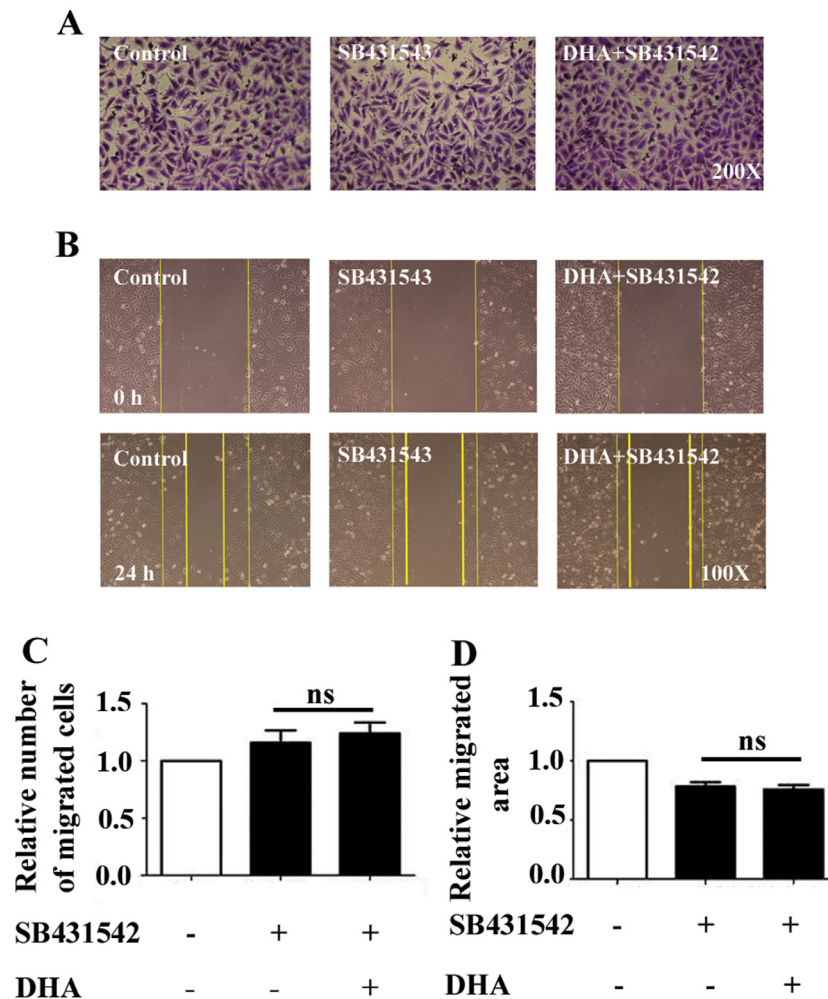 A
Control SB431543 DHA+SB431542
200X
B
Control SB431543 DHA+SB431542
0 h
Control SB431543 DHA+SB431542
24 h 100X
C
Relative number
of migrated cells
1.5
1.0
0.5
0.0
ns
SB431542 - + +
DHA - - +
D
Relative migrated
area
1.5
1.0
0.5
0.0
ns
SB431542 - + +
DHA - - +